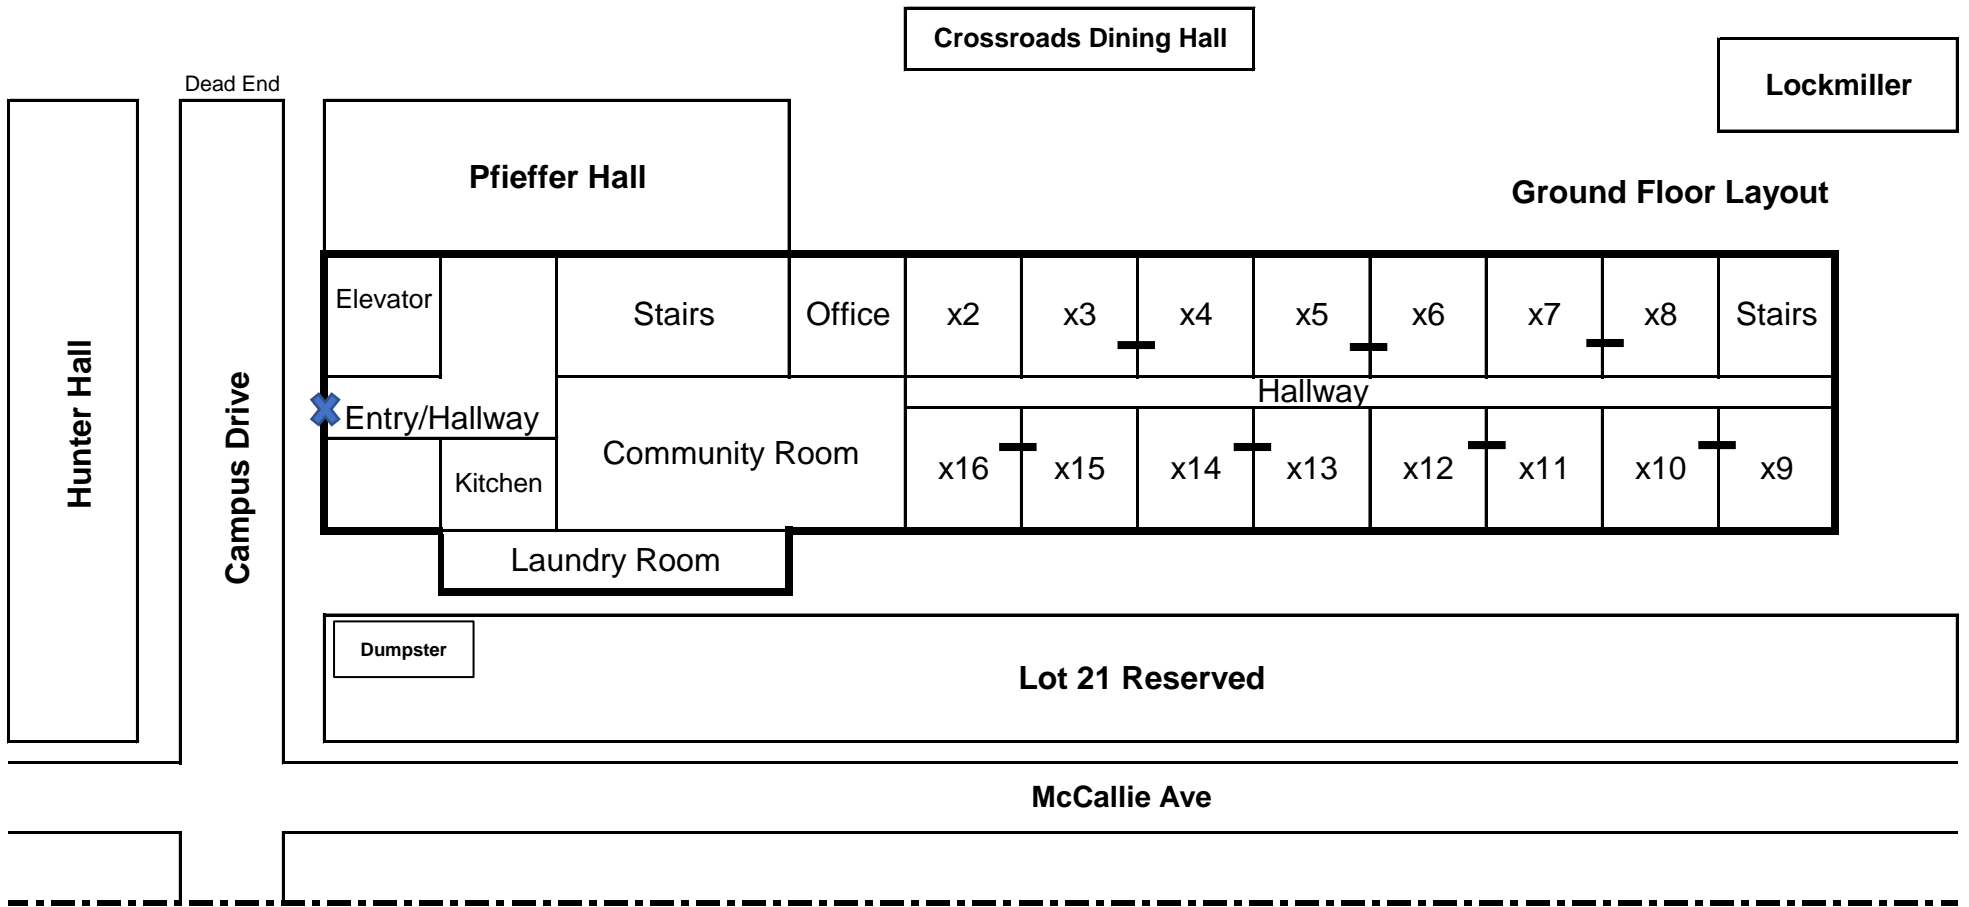 Crossroads Dining Hall
Lockmiller
Dead End
Pfieffer Hall
Ground Floor Layout
Hunter Hall
Campus Drive
Elevator
Stairs
Office
x2
x3
x4
x5
x6
x7
x8
Stairs
Hallway
Entry/Hallway
Community Room
Kitchen
x16
x15
x14
x13
x12
x11
x10
x9
Laundry Room
Dumpster
Lot 21 Reserved
McCallie Ave